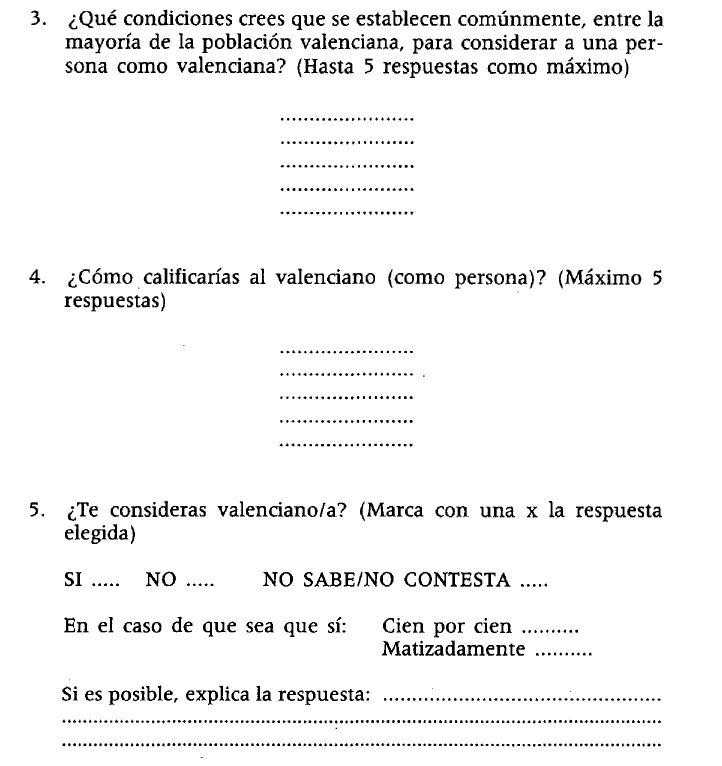 3. ¿Qué condiciones crees que se establecen comúnmente, entre la
mayoría de la población valenciana, para considerar a una per-
sona como valenciana? (Hasta 5 respuestas como máximo)
.......................
.......................
.......................
.......................
.......................
4. ¿Cómo calificarías al valenciano (como persona)? (Máximo 5
respuestas)
.......................
.......................
.......................
.......................
.......................
5. ¿Te consideras valenciano/a? (Marca con una x la respuesta
elegida)
SI ..... NO ..... NO SABE/NO CONTESTA .....
En el caso de que sea que sí: Cien por cien ..........
Matizadamente ..........
Si es posible, explica la respuesta: ................................................
........................................................................................................
........................................................................................................